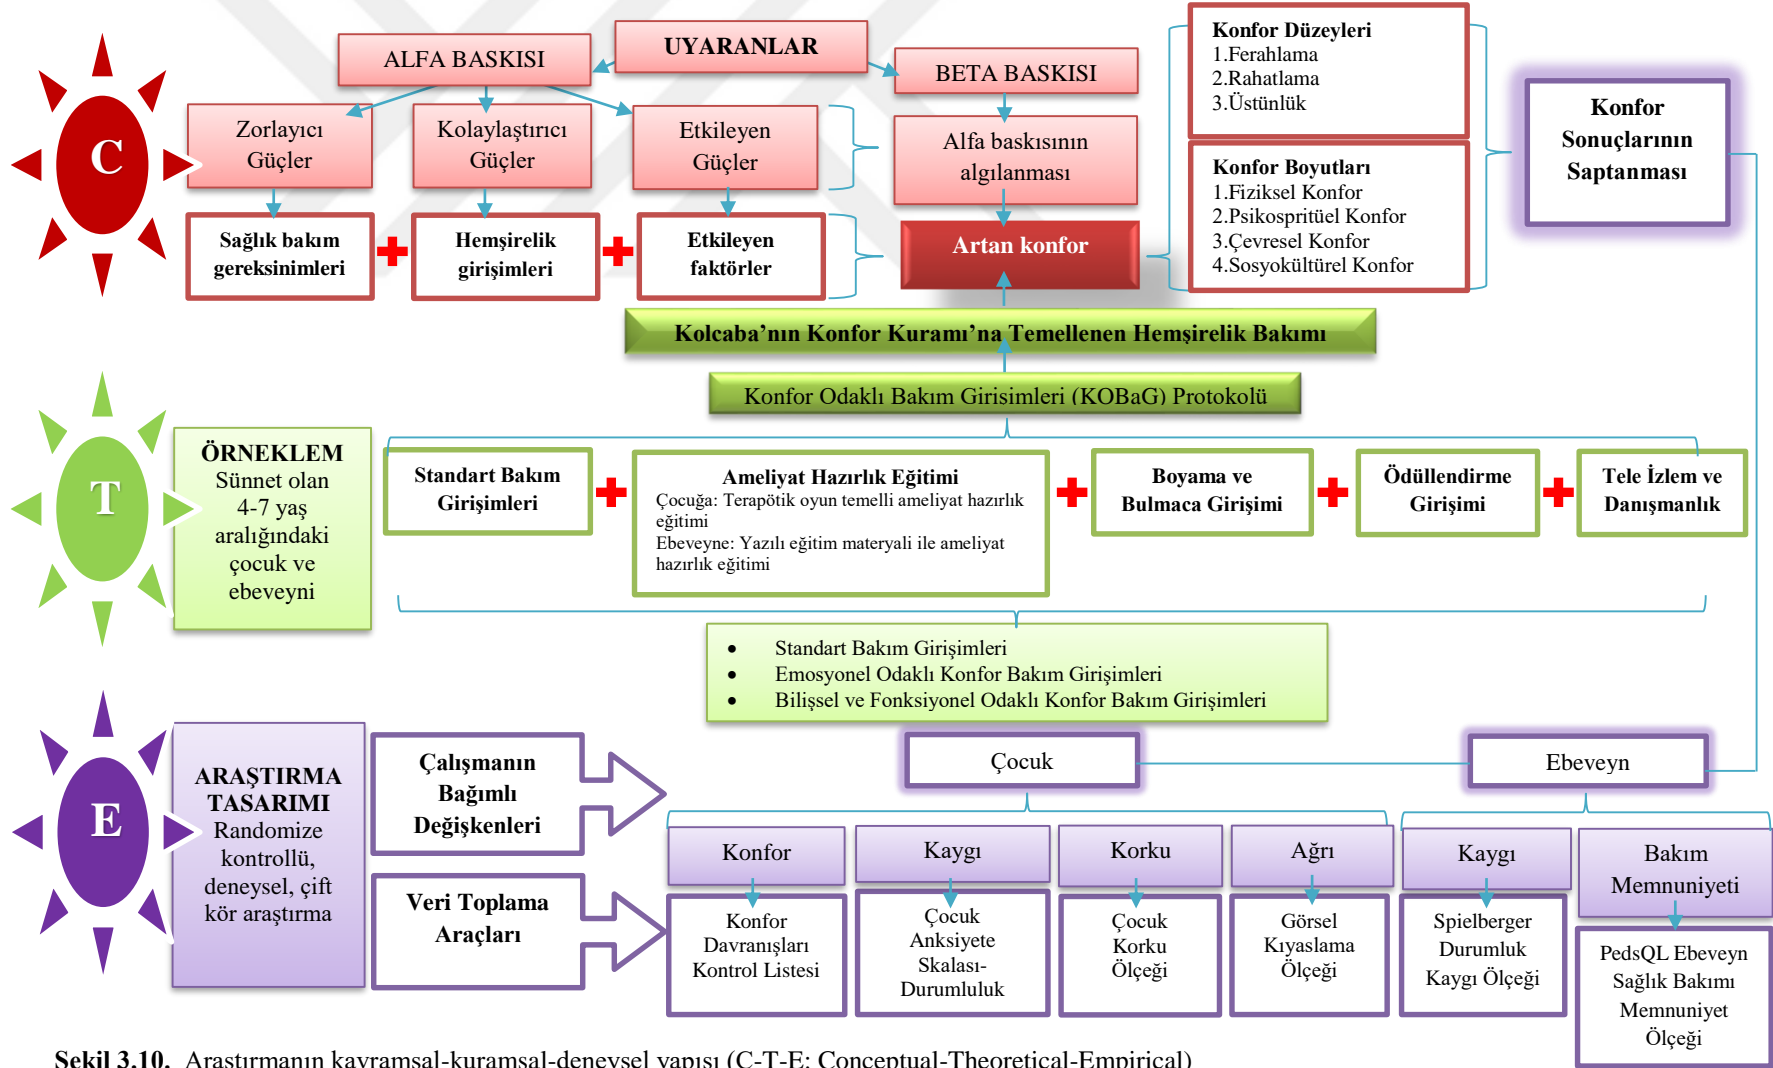 UYARANLAR
ALFA BASKISI
BETA BASKISI
Konfor Düzeyleri
1.Ferahlama
2.Rahatlama
3.Üstünlük
C
Zorlayıcı
Güçler
Kolaylaştırıcı
Güçler
Etkileyen
Güçler
Alfa baskısının
algılanması
Konfor
Sonuçlarının
Saptanması
Konfor Boyutları
1.Fiziksel Konfor
2.Psikospritüel Konfor
3.Çevresel Konfor
4.Sosyokültürel Konfor
Sağlık bakım
gereksinimleri
Hemşirelik
girişimleri
Etkileyen
faktörler
Artan konfor
Kolcaba’nın Konfor Kuramı’na Temellenen Hemşirelik Bakımı
Konfor Odaklı Bakım Girisimleri (KOBaG) Protokolü
T
ÖRNEKLEM
Sünnet olan
4-7 yaş
aralığındaki
çocuk ve
ebeveyni
Standart Bakım
Girişimleri
Ameliyat Hazırlık Eğitimi
Çocuğa: Terapötik oyun temelli ameliyat hazırlık
eğitimi
Ebeveyne: Yazılı eğitim materyali ile ameliyat
hazırlık eğitimi
Boyama ve
Bulmaca Girişimi
Ödüllendirme
Girişimi
Tele İzlem ve
Danışmanlık
• Standart Bakım Girişimleri
• Emosyonel Odaklı Konfor Bakım Girişimleri
• Bilişsel ve Fonksiyonel Odaklı Konfor Bakım Girişimleri
E
ARAŞTIRMA
TASARIMI
Randomize
kontrollü,
deneysel, çift
kör araştırma
Çalışmanın
Bağımlı
Değişkenleri
Veri Toplama
Araçları
Çocuk
Ebeveyn
Konfor
Kaygı
Korku
Ağrı
Kaygı
Bakım
Memnuniyeti
Konfor
Davranışları
Kontrol Listesi
Çocuk
Anksiyete
Skalası-
Durumluluk
Çocuk
Korku
Ölçeği
Görsel
Kıyaslama
Ölçeği
Spielberger
Durumluk
Kaygı Ölçeği
PedsQL Ebeveyn
Sağlık Bakımı
Memnuniyet
Ölçeği
Şekil 3.10. Araştırmanın kavramsal-kuramsal-deneysel yapısı (C-T-E: Conceptual-Theoretical-Empirical)